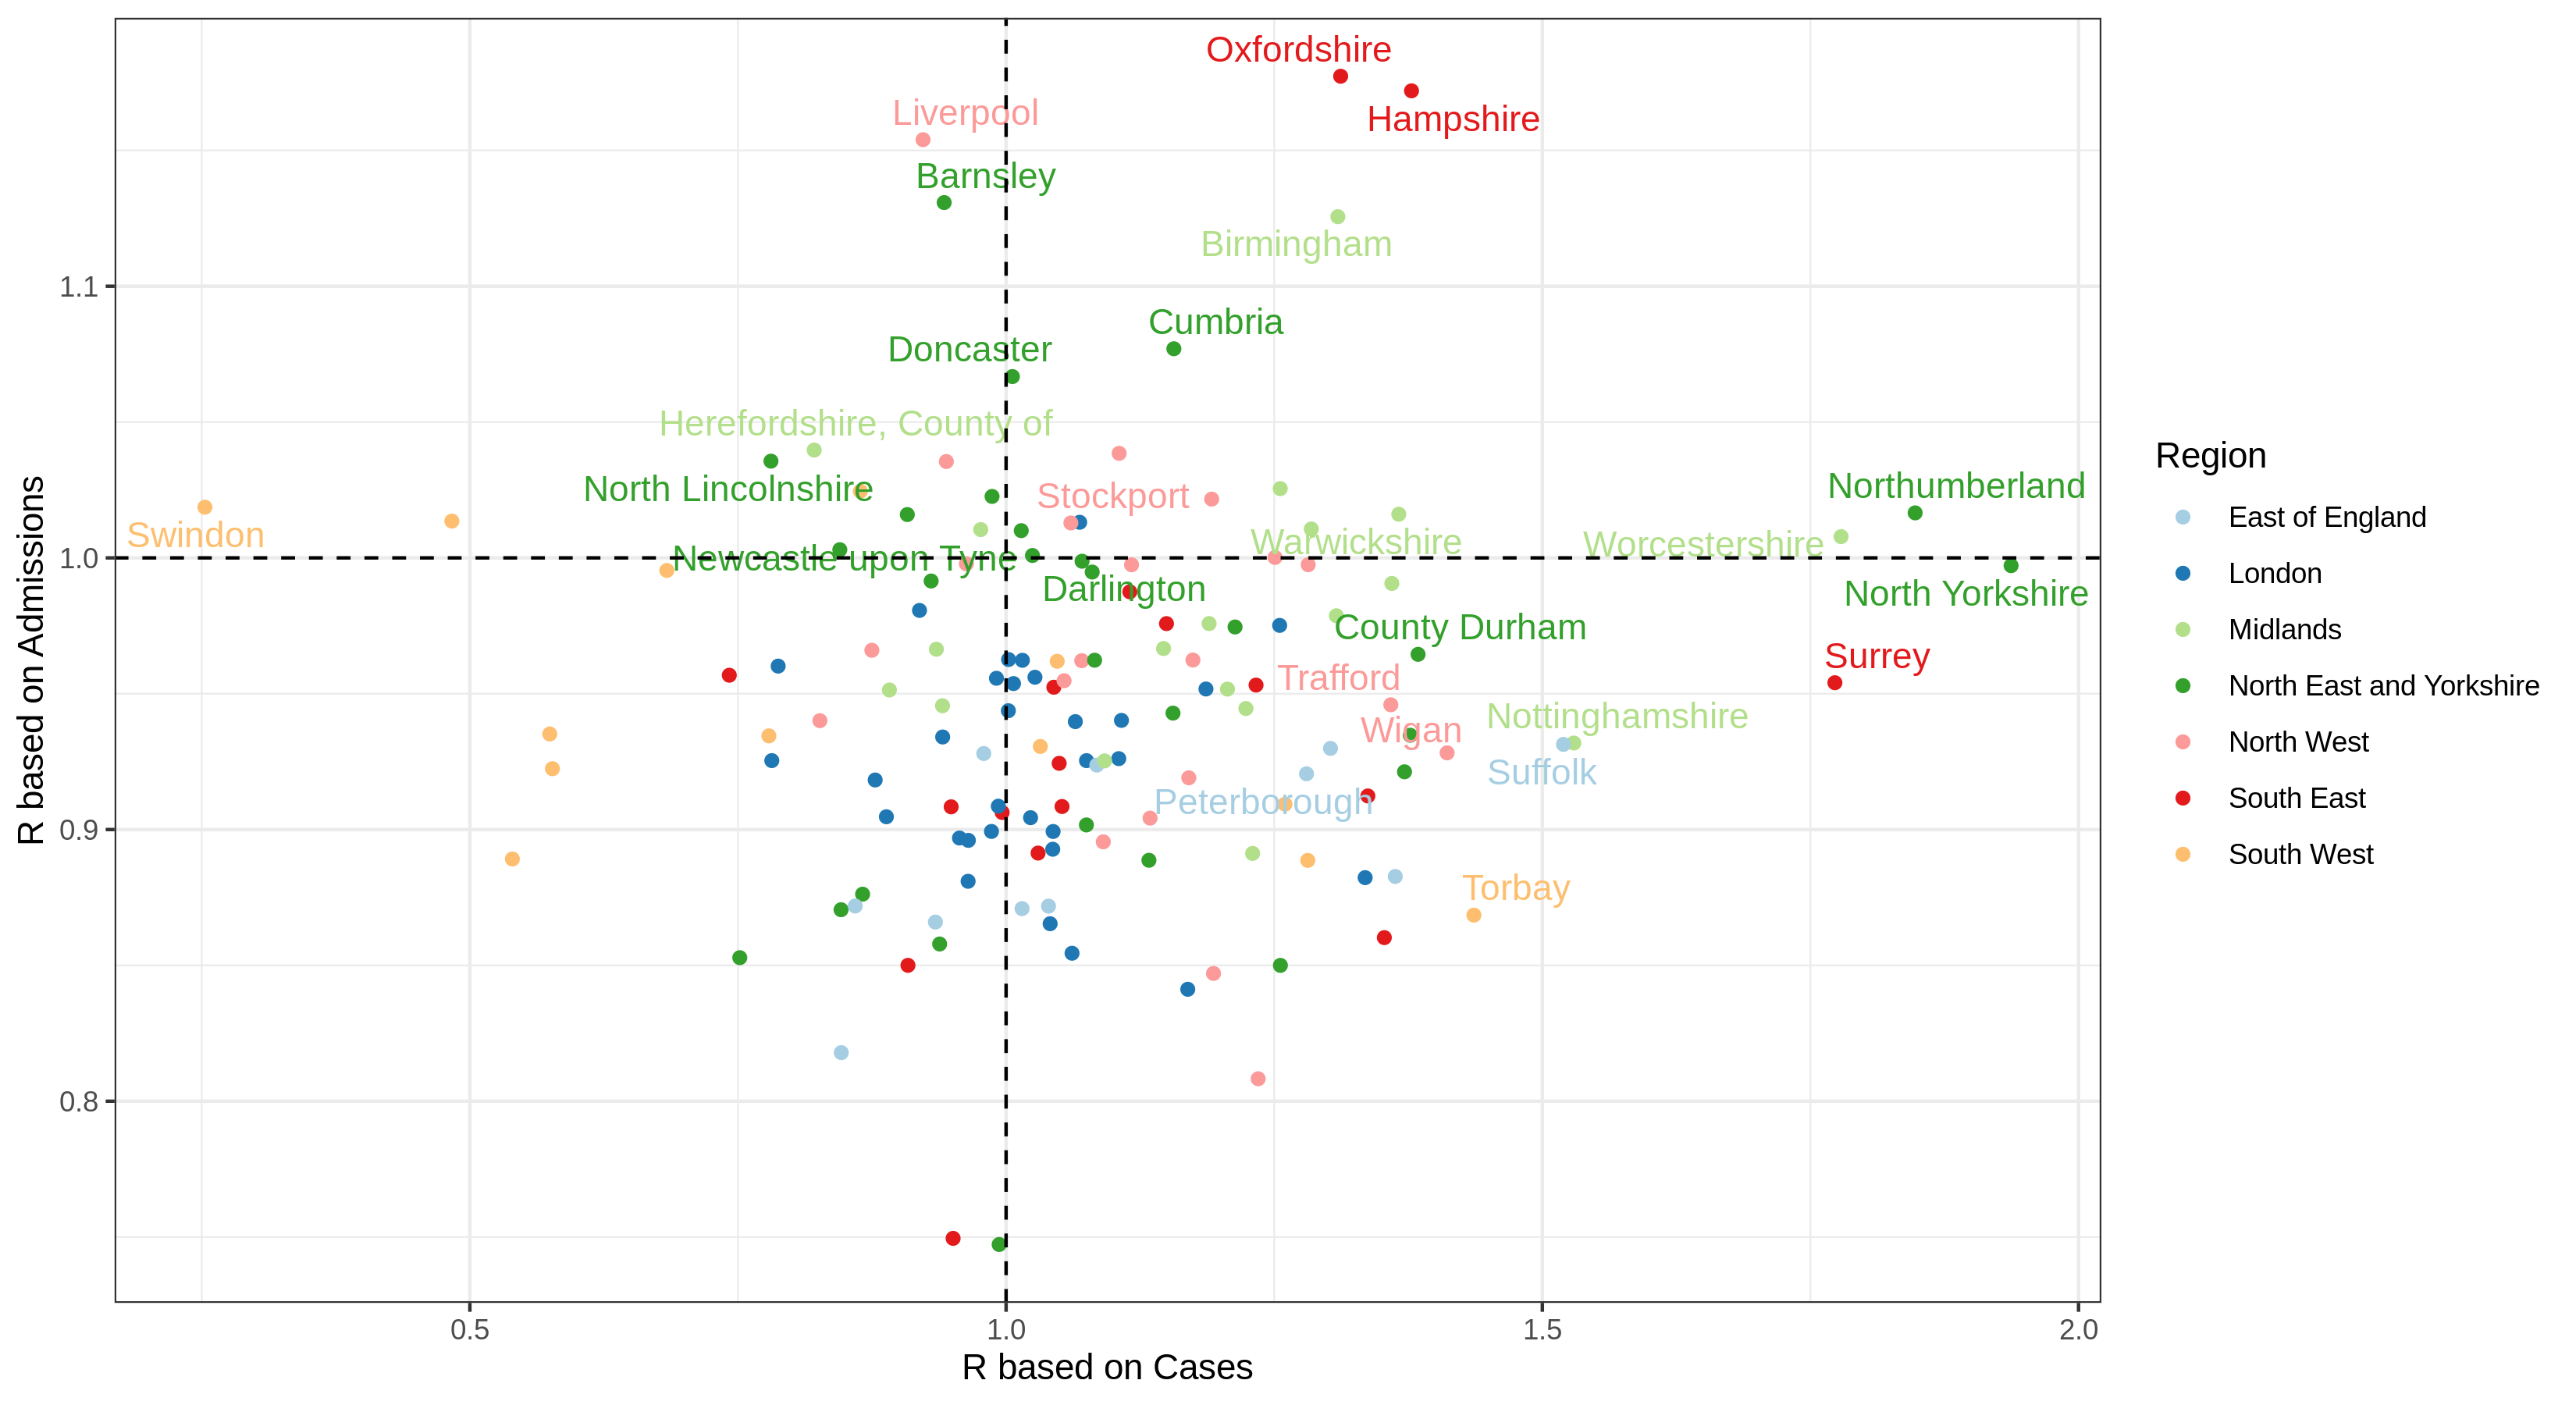 Oxfordshire
Hampshire
Liverpool
Barnsley
Birmingham
Cumbria
Doncaster
Herefordshire, County of
North Lincolnshire
Stockport
Northumberland
Swindon
Warwickshire
Worcestershire
Newcastle upon Tyne
Darlington
North Yorkshire
County Durham
Surrey
Trafford
Nottinghamshire
Wigan
Suffolk
Peterborough
Torbay
1.1
1.0
0.9
0.8
R based on Admissions
0.5
1.0
1.5
2.0
R based on Cases
Region
East of England
London
Midlands
North East and Yorkshire
North West
South East
South West